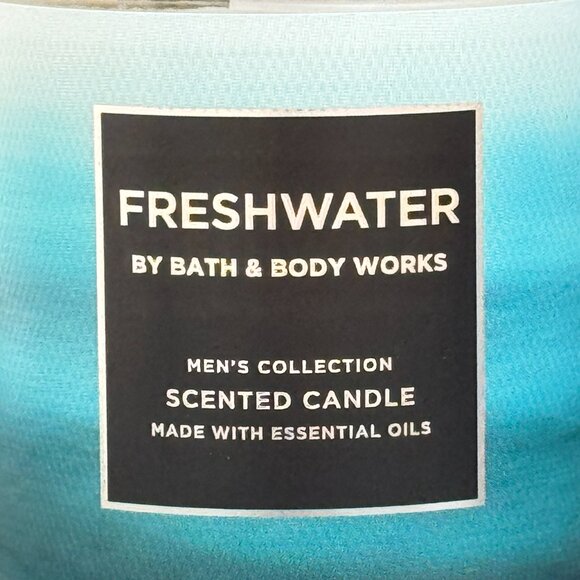 FRESHWATER
BY BATH & BODY WORKS
MEN'S COLLECTION
SCENTED CANDLE
MADE WITH ESSENTIAL OILS